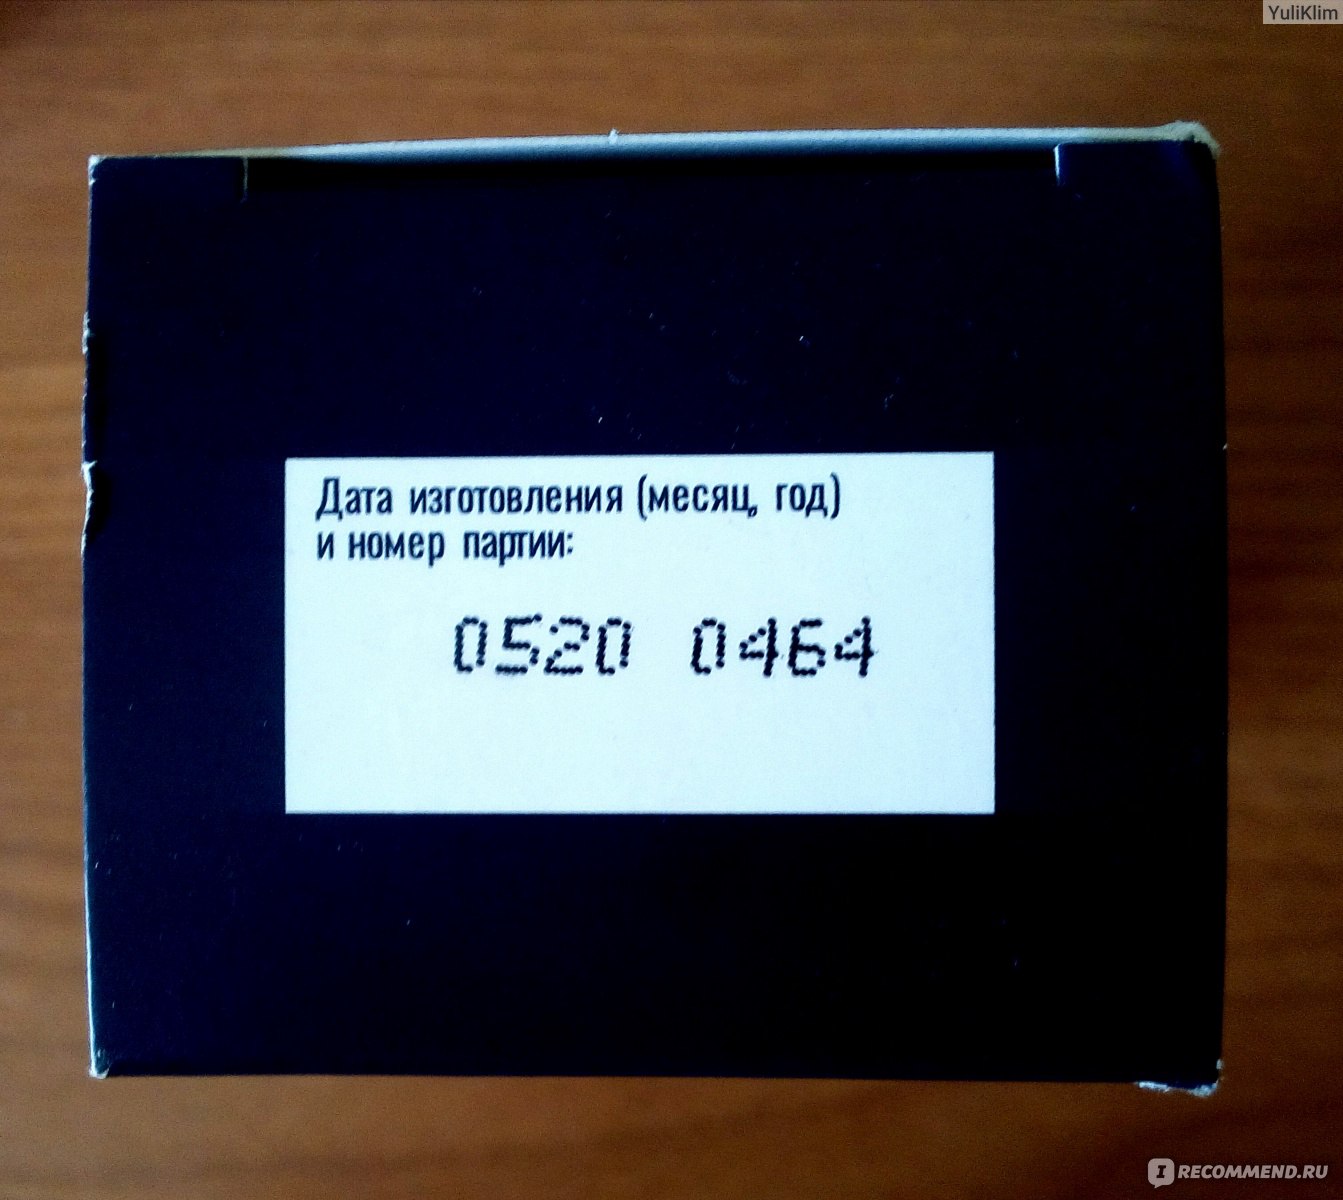 YuliKlim
Дата изготовления (месяц, год)
и номер партии:
0520 0464
I RECOMMEND.RU